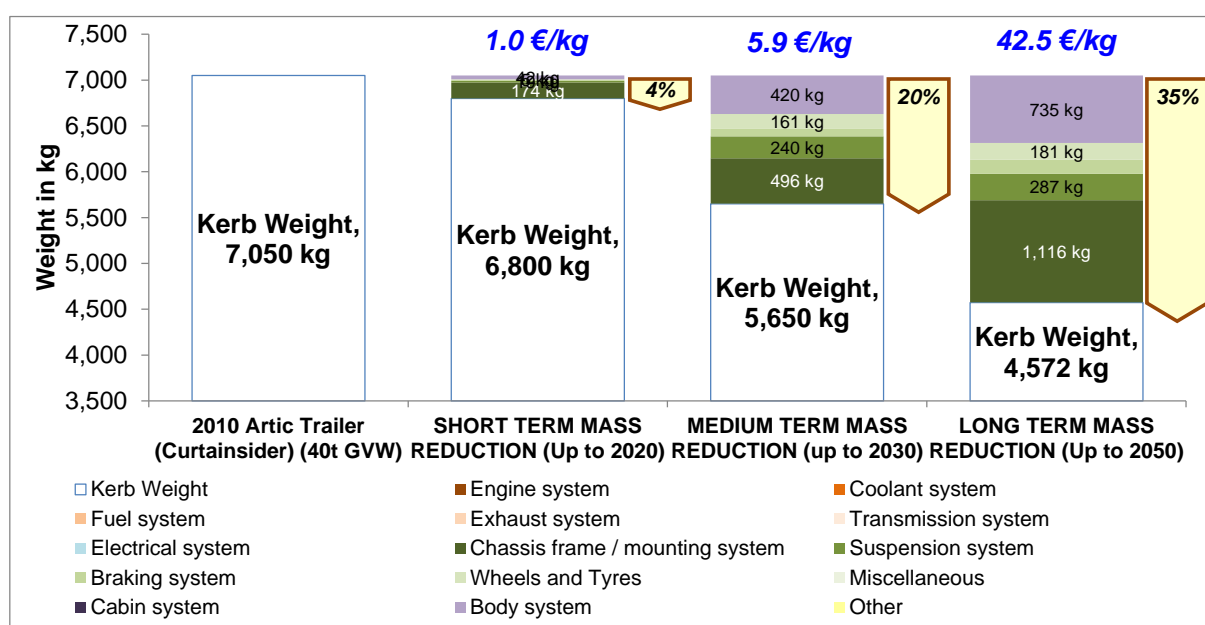 1.0 €/kg 5.9 €/kg 42.5 €/kg
7,500
7,000
6,500
6,000
5,500
5,000
4,500
4,000
3,500
Weight in kg
Kerb Weight,
7,050 kg
174 kg
Kerb Weight,
6,800 kg
4%
420 kg
161 kg
240 kg
496 kg
Kerb Weight,
5,650 kg
20%
735 kg
181 kg
287 kg
1,116 kg
Kerb Weight,
4,572 kg
35%
2010 Artic Trailer
(Curtainsider) (40t GVW)
SHORT TERM MASS
REDUCTION (Up to 2020)
MEDIUM TERM MASS
REDUCTION (up to 2030)
LONG TERM MASS
REDUCTION (Up to 2050)
Kerb Weight Engine system Coolant system
Fuel system Exhaust system Transmission system
Electrical system Chassis frame / mounting system Suspension system
Braking system Wheels and Tyres Miscellaneous
Cabin system Body system Other